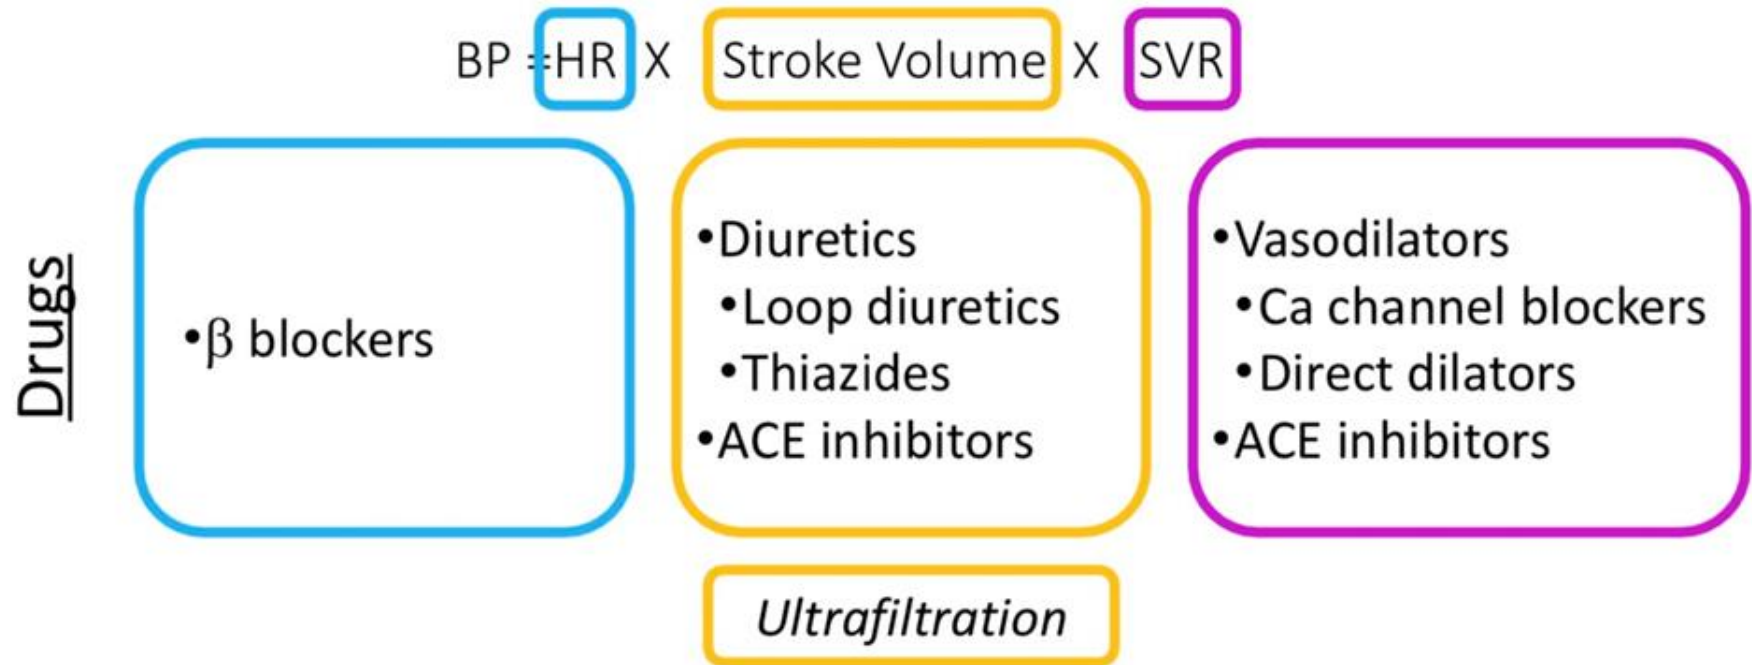 BP =HR X Stroke Volume X SVR
Drugs
•β blockers
•Diuretics
•Loop diuretics
•Thiazides
•ACE inhibitors
•Vasodilators
•Ca channel blockers
•Direct dilators
•ACE inhibitors
Ultrafiltration